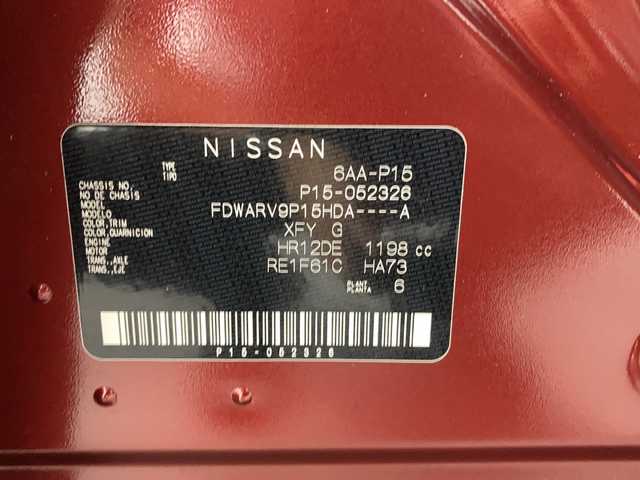 NISSAN
TYPE 6AA-P15
TIPO
CHASSIS NO. P15-052326
NO DE CHASSIS
MODEL FDWARV9P15HDA----A
MODELO
COLOR,TRIM XFY G
COLOR,GUARNICION
ENGINE HR12DE 1198 cc
MOTOR
TRANS.,AXLE RE1F61C HA73
TRANS.,EJE
PLANT 6
PLANTA
P15-052326